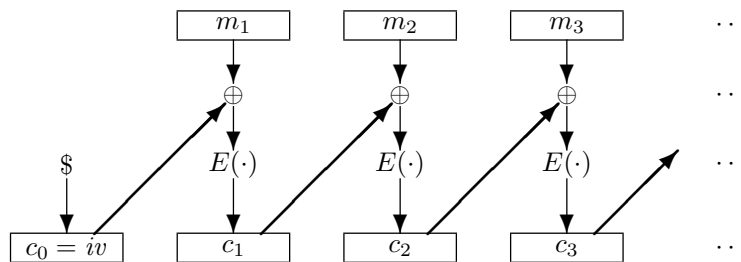 m₁ m₂ m₃ ··
⊕ ⊕ ⊕ ··
$ E(·) E(·) E(·) ··
c₀ = iv c₁ c₂ c₃ ··